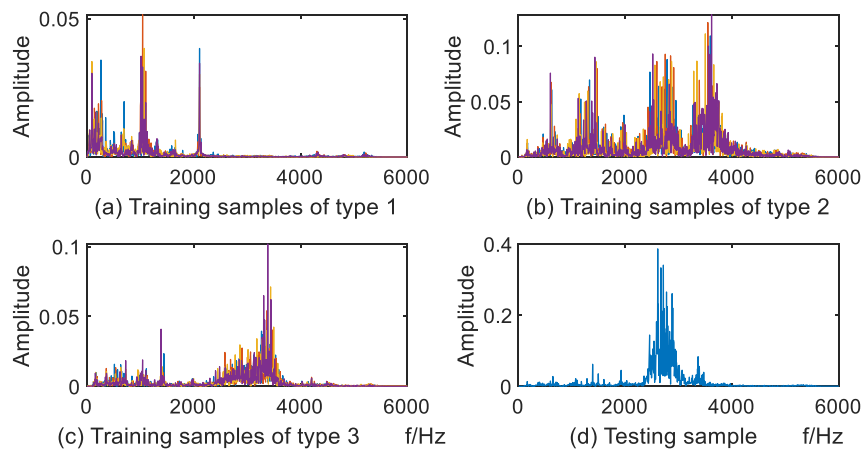 0.05
Amplitude
0
0 2000 4000 6000
(a) Training samples of type 1
0.1
0.05
Amplitude
0
0 2000 4000 6000
(b) Training samples of type 2
0.1
0.05
Amplitude
0
0 2000 4000 6000
(c) Training samples of type 3 f/Hz
0.4
0.2
Amplitude
0
0 2000 4000 6000
(d) Testing sample f/Hz